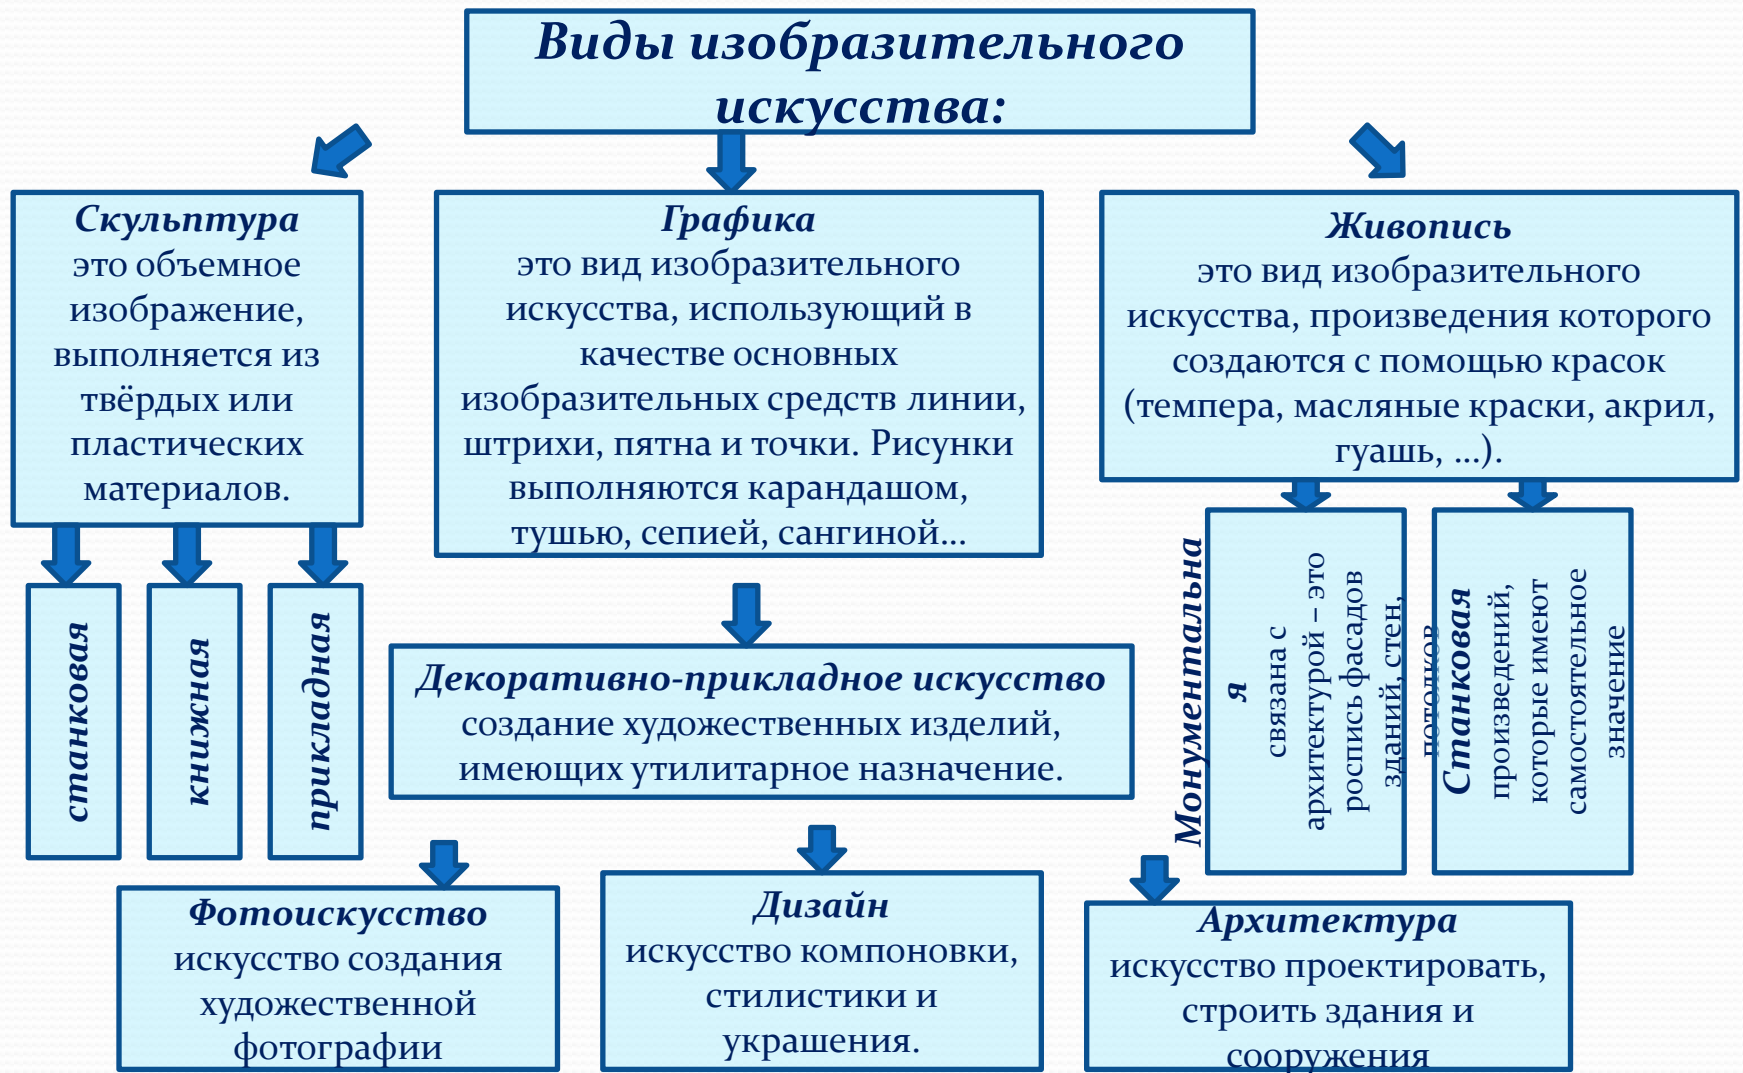 Виды изобразительного
искусства:
Скульптура
это объемное
изображение,
выполняется из
твёрдых или
пластических
материалов.
Графика
это вид изобразительного
искусства, использующий в
качестве основных
изобразительных средств линии,
штрихи, пятна и точки. Рисунки
выполняются карандашом,
тушью, сепией, сангиной...
Живопись
это вид изобразительного
искусства, произведения которого
создаются с помощью красок
(темпера, масляные краски, акрил,
гуашь, ...).
станковая
книжная
прикладная
Декоративно-прикладное искусство
создание художественных изделий,
имеющих утилитарное назначение.
Монументальна
я
связана с
архитектурой – это
роспись фасадов
зданий, стен,
потолков
Станковая
произведений,
которые имеют
самостоятельное
значение
Фотоискусство
искусство создания
художественной
фотографии
Дизайн
искусство компоновки,
стилистики и
украшения.
Архитектура
искусство проектировать,
строить здания и
сооружения